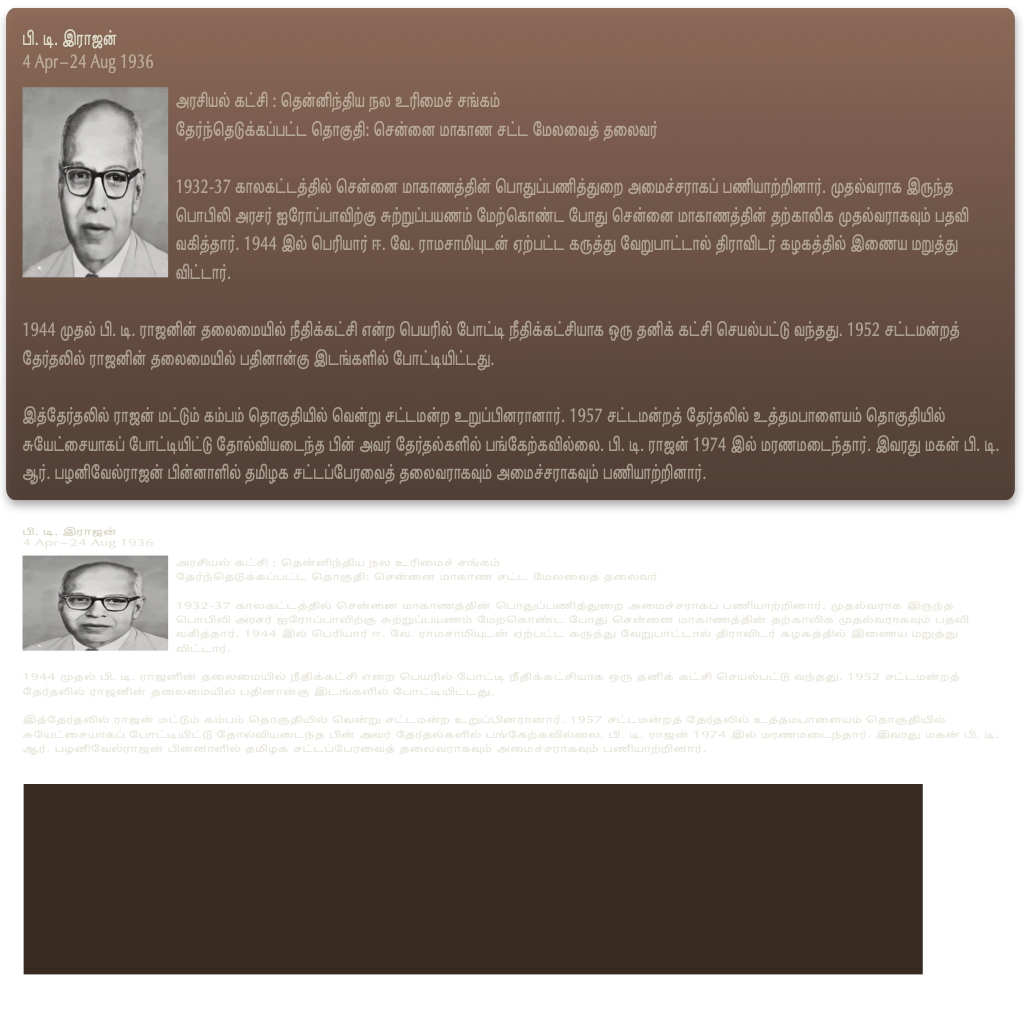 பி. டி. இராஜன்
4 Apr–24 Aug 1936
அரசியல் கட்சி : தென்னிந்திய நல உரிமைச் சங்கம்
தேர்ந்தெடுக்கப்பட்ட தொகுதி: சென்னை மாகாண சட்ட மேலவைத் தலைவர்
1932-37 காலகட்டத்தில் சென்னை மாகாணத்தின் பொதுப்பணித்துறை அமைச்சராகப் பணியாற்றினார். முதல்வராக இருந்த
பொபிலி அரசர் ஐரோப்பாவிற்கு சுற்றுப்பயணம் மேற்கொண்ட போது சென்னை மாகாணத்தின் தற்காலிக முதல்வராகவும் பதவி
வகித்தார். 1944 இல் பெரியார் ஈ. வே. ராமசாமியுடன் ஏற்பட்ட கருத்து வேறுபாட்டால் திராவிடர் கழகத்தில் இணைய மறுத்து
விட்டார்.
1944 முதல் பி. டி. ராஜனின் தலைமையில் நீதிக்கட்சி என்ற பெயரில் போட்டி நீதிக்கட்சியாக ஒரு தனிக் கட்சி செயல்பட்டு வந்தது. 1952 சட்டமன்றத்
தேர்தலில் ராஜனின் தலைமையில் பதினான்கு இடங்களில் போட்டியிட்டது.
இத்தேர்தலில் ராஜன் மட்டும் கம்பம் தொகுதியில் வென்று சட்டமன்ற உறுப்பினரானார். 1957 சட்டமன்றத் தேர்தலில் உத்தமபாளையம் தொகுதியில்
சுயேட்சையாகப் போட்டியிட்டு தோல்வியடைந்த பின் அவர் தேர்தல்களில் பங்கேற்கவில்லை. பி. டி. ராஜன் 1974 இல் மரணமடைந்தார். இவரது மகன் பி. டி.
ஆர். பழனிவேல்ராஜன் பின்னாளில் தமிழக சட்டப்பேரவைத் தலைவராகவும் அமைச்சராகவும் பணியாற்றினார்.
பி. டி. இராஜன்
4 Apr–24 Aug 1936
அரசியல் கட்சி : தென்னிந்திய நல உரிமைச் சங்கம்
தேர்ந்தெடுக்கப்பட்ட தொகுதி: சென்னை மாகாண சட்ட மேலவைத் தலைவர்
1932-37 காலகட்டத்தில் சென்னை மாகாணத்தின் பொதுப்பணித்துறை அமைச்சராகப் பணியாற்றினார். முதல்வராக இருந்த
பொபிலி அரசர் ஐரோப்பாவிற்கு சுற்றுப்பயணம் மேற்கொண்ட போது சென்னை மாகாணத்தின் தற்காலிக முதல்வராகவும் பதவி
வகித்தார். 1944 இல் பெரியார் ஈ. வே. ராமசாமியுடன் ஏற்பட்ட கருத்து வேறுபாட்டால் திராவிடர் கழகத்தில் இணைய மறுத்து
விட்டார்.
1944 முதல் பி. டி. ராஜனின் தலைமையில் நீதிக்கட்சி என்ற பெயரில் போட்டி நீதிக்கட்சியாக ஒரு தனிக் கட்சி செயல்பட்டு வந்தது. 1952 சட்டமன்றத்
தேர்தலில் ராஜனின் தலைமையில் பதினான்கு இடங்களில் போட்டியிட்டது.
இத்தேர்தலில் ராஜன் மட்டும் கம்பம் தொகுதியில் வென்று சட்டமன்ற உறுப்பினரானார். 1957 சட்டமன்றத் தேர்தலில் உத்தமபாளையம் தொகுதியில்
சுயேட்சையாகப் போட்டியிட்டு தோல்வியடைந்த பின் அவர் தேர்தல்களில் பங்கேற்கவில்லை. பி. டி. ராஜன் 1974 இல் மரணமடைந்தார். இவரது மகன் பி. டி.
ஆர். பழனிவேல்ராஜன் பின்னாளில் தமிழக சட்டப்பேரவைத் தலைவராகவும் அமைச்சராகவும் பணியாற்றினார்.